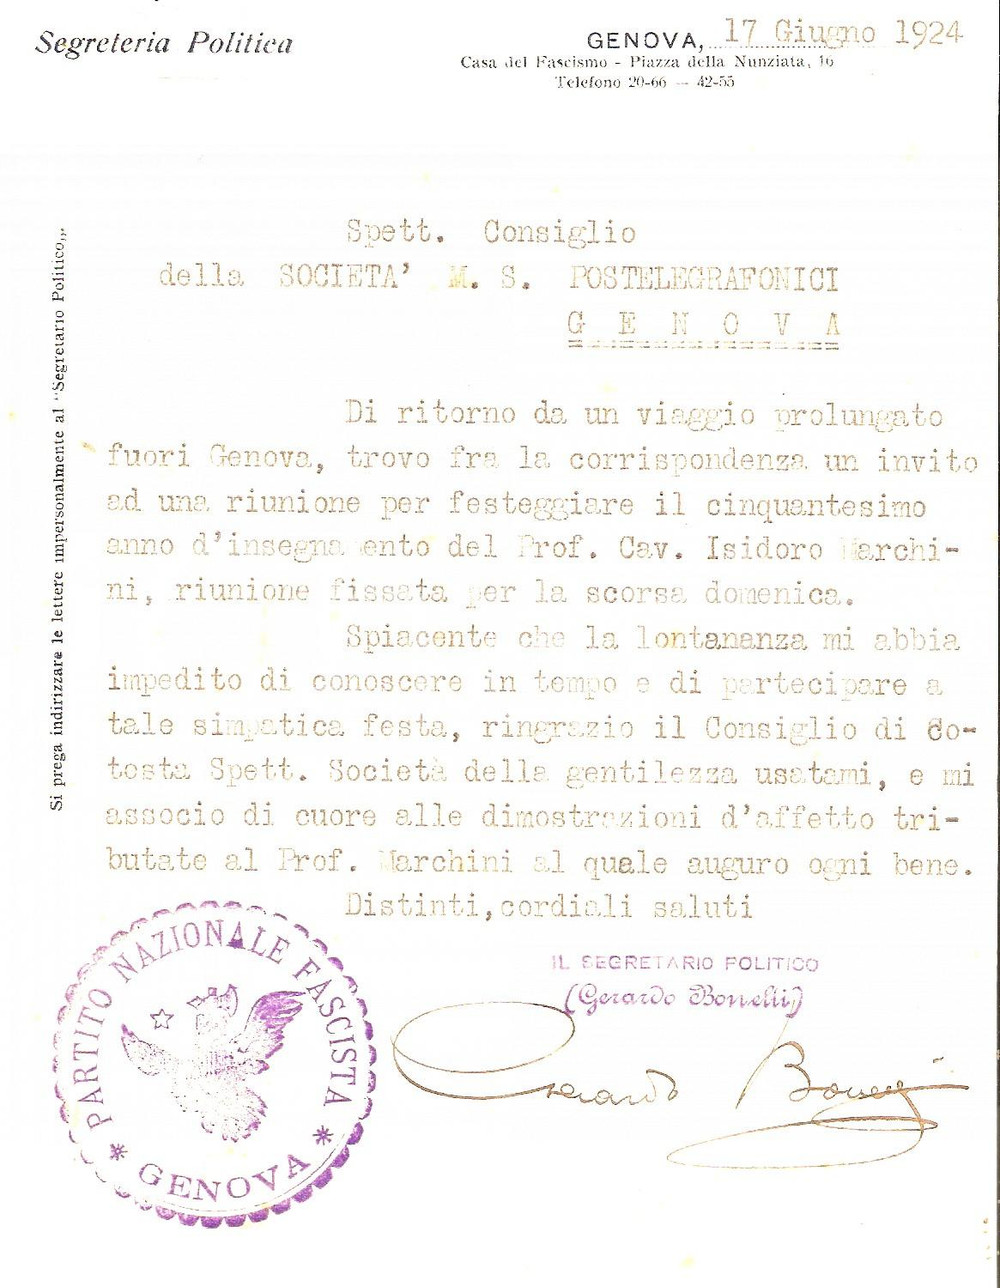 Segreteria Politica
GENOVA, 17 Giugno 1924
Casa del Fascismo - Piazza della Nunziata, 16
Telefono 20-66 — 42-55
Si prega indirizzare le lettere impersonalmente al "Segretario Politico,,,
Spett. Consiglio
della SOCIETA' M. S. POSTELEGRAFONICI
G E N O V A
Di ritorno da un viaggio prolungato
fuori Genova, trovo fra la corrispondenza un invito
ad una riunione per festeggiare il cinquantesimo
anno d'insegnamento del Prof. Cav. Isidoro Marchi-
ni, riunione fissata per la scorsa domenica.
Spiacente che la lontananza mi abbia
impedito di conoscere in tempo e di partecipare a
tale simpatica festa, ringrazio il Consiglio di Co-
testa Spett. Società della gentilezza usatami, e mi
associo di cuore alle dimostrazioni d'affetto tri-
butate al Prof. Marchini al quale auguro ogni bene.
Distinti, cordiali saluti
IL SEGRETARIO POLITICO
(Gerardo Bonelli)
Gerardo Bonelli
PARTITO NAZIONALE FASCISTA
* GENOVA *